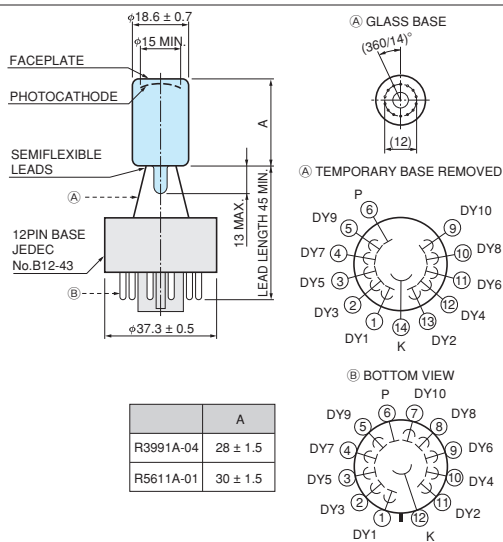 φ18.6 ± 0.7
φ15 MIN.
FACEPLATE
PHOTOCATHODE
A
SEMIFLEXIBLE
LEADS
Ⓐ
13 MAX.
LEAD LENGTH 45 MIN.
12PIN BASE
JEDEC
No.B12-43
Ⓑ
φ37.3 ± 0.5
A
R3991A-04 28 ± 1.5
R5611A-01 30 ± 1.5
Ⓐ GLASS BASE
(360/14)°
(12)
Ⓐ TEMPORARY BASE REMOVED
P
6
DY9 5 9 DY10
DY7 4 10 DY8
DY5 3 11 DY6
DY3 2 12 DY4
DY1 1 14 13 DY2
K
Ⓑ BOTTOM VIEW
P DY10
6 7
DY9 5 8 DY8
DY7 4 9 DY6
DY5 3 10 DY4
DY3 2 11 DY2
DY1 1 12 K